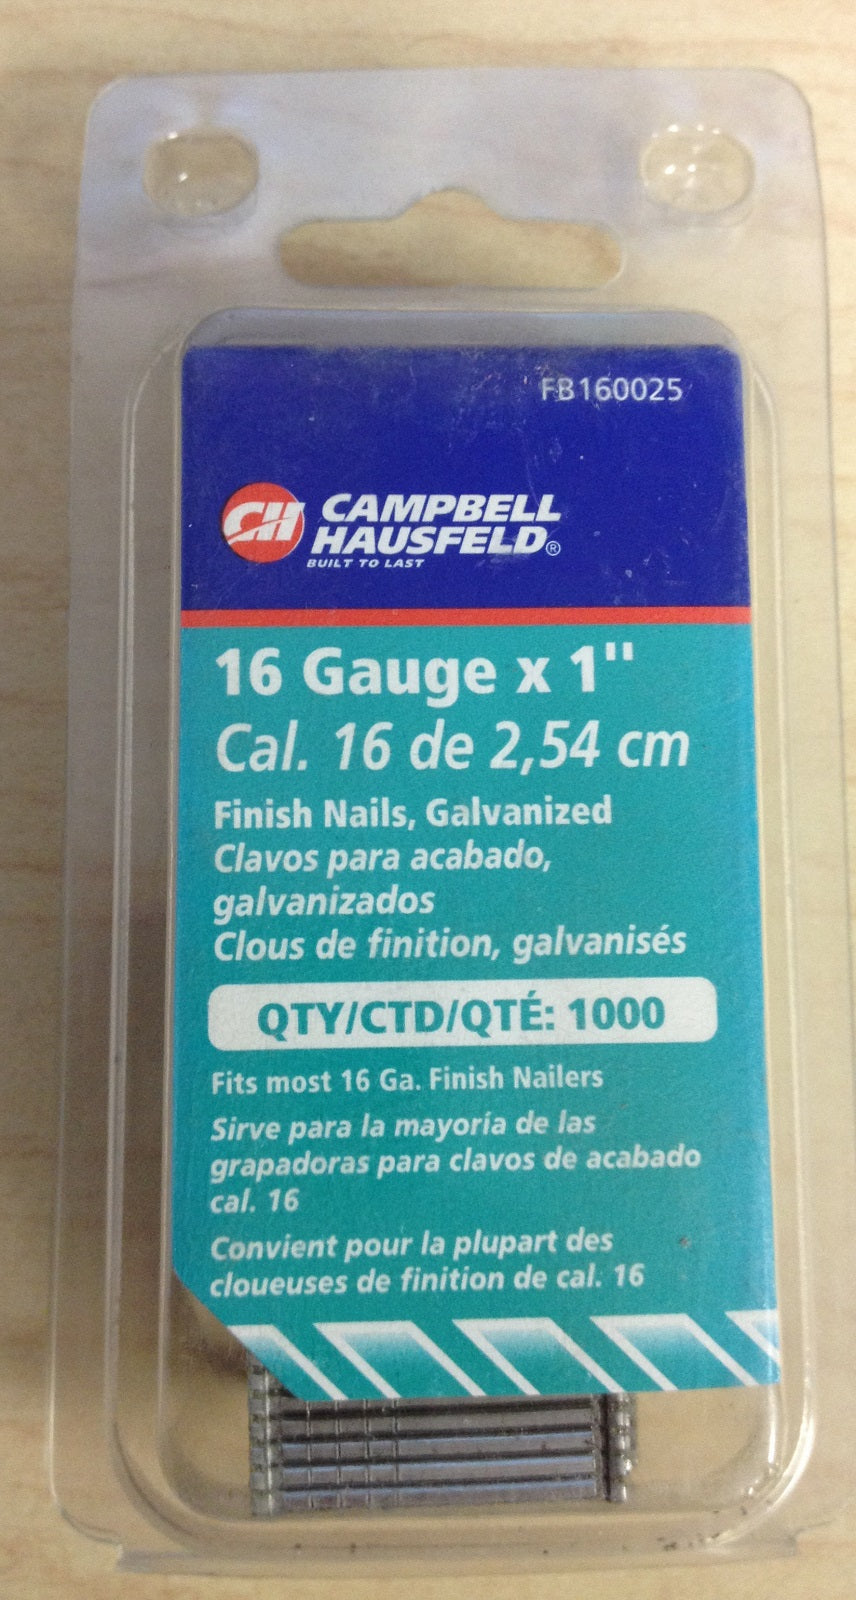 FB160025
CH CAMPBELL
HAUSFELD®
BUILT TO LAST
16 Gauge x 1"
Cal. 16 de 2,54 cm
Finish Nails, Galvanized
Clavos para acabado,
galvanizados
Clous de finition, galvanisés
QTY/CTD/QTÉ: 1000
Fits most 16 Ga. Finish Nailers
Sirve para la mayoría de las
grapadoras para clavos de acabado
cal. 16
Convient pour la plupart des
cloueuses de finition de cal. 16